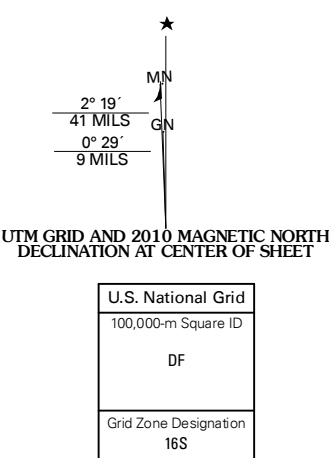 MN
2° 19´
41 MILS
GN
0° 29´
9 MILS
UTM GRID AND 2010 MAGNETIC NORTH
DECLINATION AT CENTER OF SHEET
U.S. National Grid
100,000-m Square ID
DF
Grid Zone Designation
16S